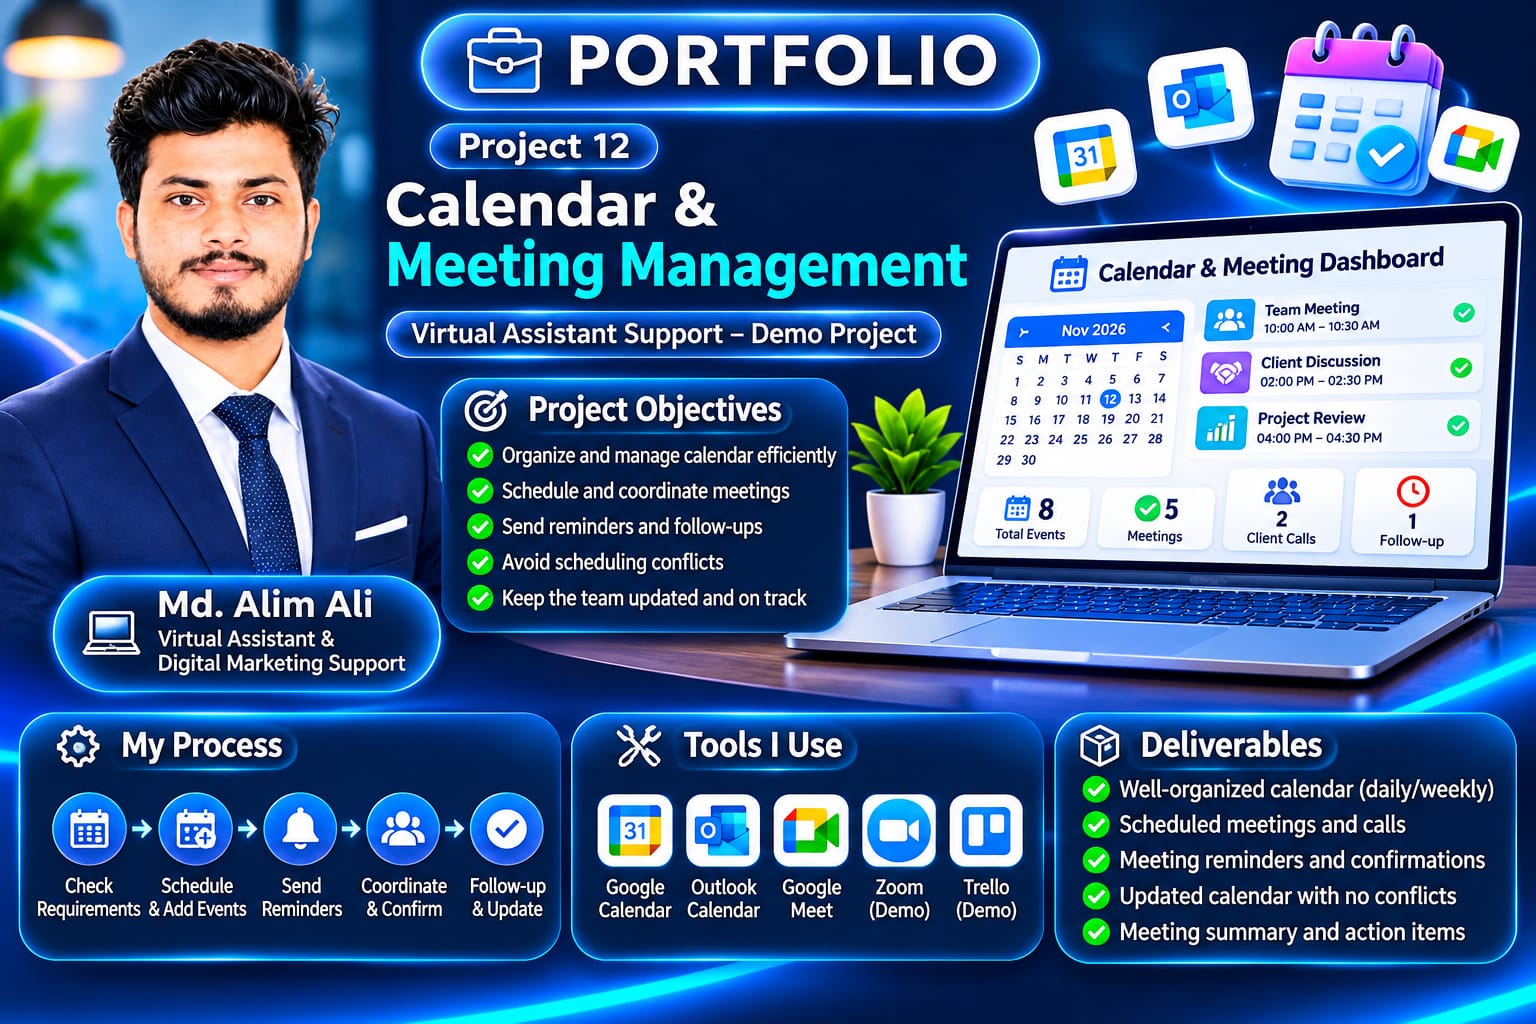 PORTFOLIO
Project 12
Calendar &
Meeting Management
Virtual Assistant Support – Demo Project
Project Objectives
Organize and manage calendar efficiently
Schedule and coordinate meetings
Send reminders and follow-ups
Avoid scheduling conflicts
Keep the team updated and on track
Md. Alim Ali
Virtual Assistant &
Digital Marketing Support
31
O
Calendar & Meeting Dashboard
Nov 2026
S M T W T F S
1 2 3 4 5 6 7
8 9 10 11 12 13 14
15 16 17 18 19 20 21
22 23 24 25 26 27 28
29 30
Team Meeting
10:00 AM – 10:30 AM
Client Discussion
02:00 PM – 02:30 PM
Project Review
04:00 PM – 04:30 PM
8
Total Events
5
Meetings
2
Client Calls
1
Follow-up
My Process
Check
Requirements
Schedule
& Add Events
Send
Reminders
Coordinate
& Confirm
Follow-up
& Update
Tools I Use
31
Google
Calendar
O
Outlook
Calendar
Google
Meet
Zoom
(Demo)
Trello
(Demo)
Deliverables
Well-organized calendar (daily/weekly)
Scheduled meetings and calls
Meeting reminders and confirmations
Updated calendar with no conflicts
Meeting summary and action items